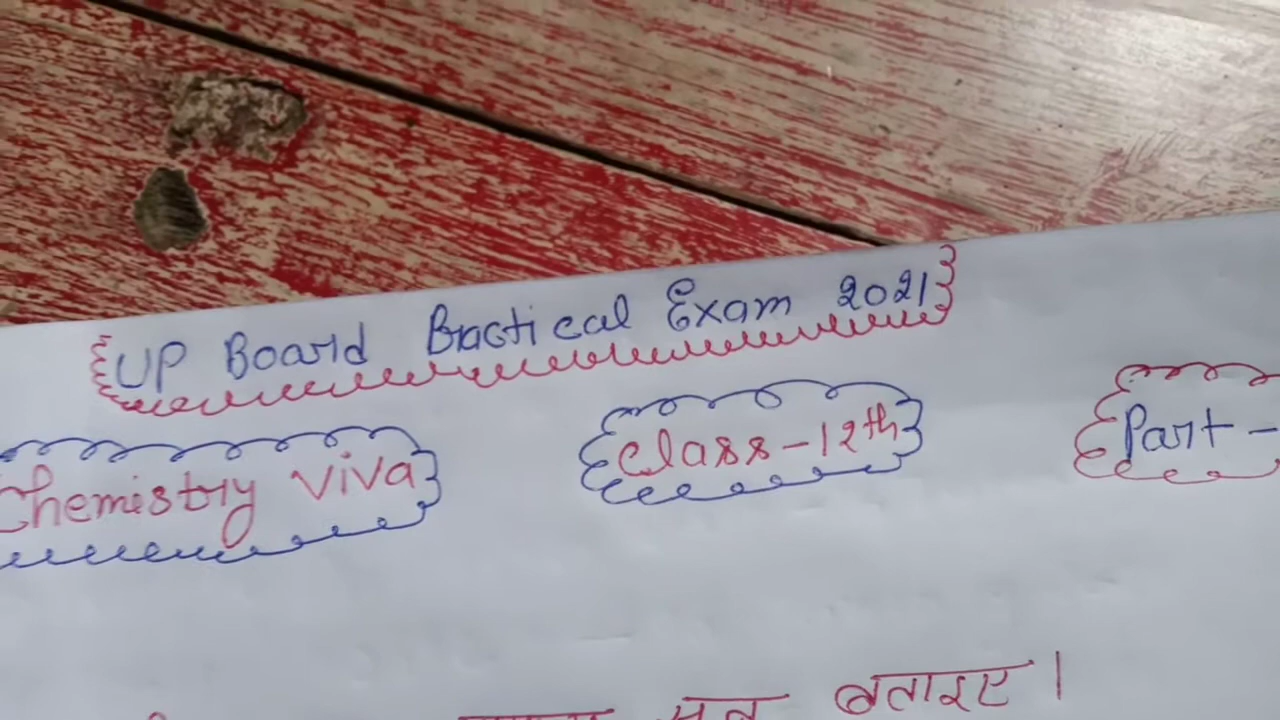 UP Board Practical Exam 2021
Chemistry Viva Class-12th Part-
बताइए।